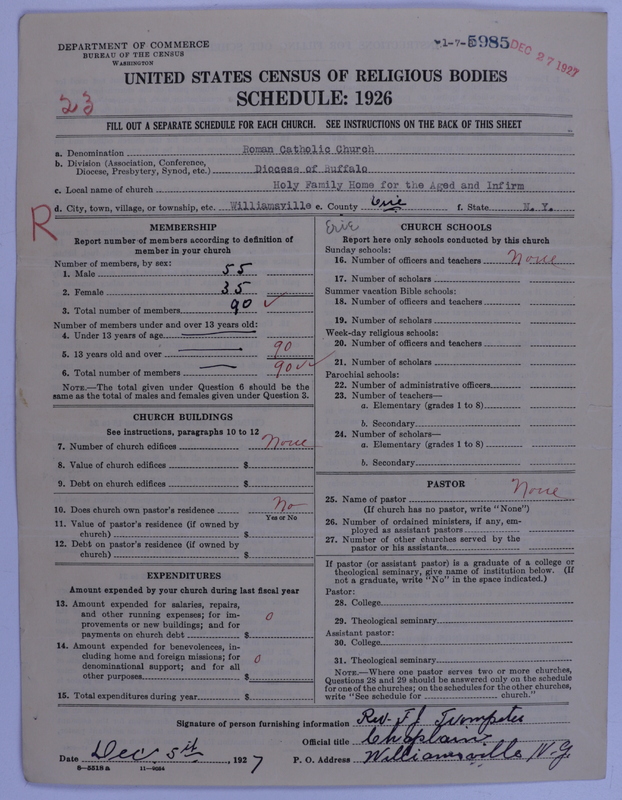 DEPARTMENT OF COMMERCE
BUREAU OF THE CENSUS
WASHINGTON
1-7-5985
DEC 27 1927
UNITED STATES CENSUS OF RELIGIOUS BODIES
23
SCHEDULE: 1926
FILL OUT A SEPARATE SCHEDULE FOR EACH CHURCH. SEE INSTRUCTIONS ON THE BACK OF THIS SHEET
a. Denomination Roman Catholic Church
b. Division (Association, Conference,
Diocese, Presbytery, Synod, etc.) Diocese of Buffalo
c. Local name of church Holy Family Home for the Aged and Infirm
d. City, town, village, or township, etc. Williamsville e. County Erie f. State N. Y.
R
Erie
MEMBERSHIP
Report number of members according to definition of
member in your church
Number of members, by sex:
1. Male 55
2. Female 35
3. Total number of members 90 ✓
Number of members under and over 13 years old:
4. Under 13 years of age
5. 13 years old and over 90
6. Total number of members 90 ✓
NOTE.—The total given under Question 6 should be the
same as the total of males and females given under Question 3.
CHURCH BUILDINGS
See instructions, paragraphs 10 to 12
7. Number of church edifices None
8. Value of church edifices $
9. Debt on church edifices $
10. Does church own pastor's residence No
Yes or No
11. Value of pastor's residence (if owned by
church) $
12. Debt on pastor's residence (if owned by
church) $
EXPENDITURES
Amount expended by your church during last fiscal year
13. Amount expended for salaries, repairs,
and other running expenses; for im-
provements or new buildings; and for
payments on church debt $ 0
14. Amount expended for benevolences, in-
cluding home and foreign missions; for
denominational support; and for all
other purposes $ 0
15. Total expenditures during year $
CHURCH SCHOOLS
Report here only schools conducted by this church
Sunday schools:
16. Number of officers and teachers None
17. Number of scholars
Summer vacation Bible schools:
18. Number of officers and teachers
19. Number of scholars
Week-day religious schools:
20. Number of officers and teachers
21. Number of scholars
Parochial schools:
22. Number of administrative officers
23. Number of teachers—
a. Elementary (grades 1 to 8)
b. Secondary
24. Number of scholars—
a. Elementary (grades 1 to 8)
b. Secondary
PASTOR
25. Name of pastor None
(If church has no pastor, write "None")
26. Number of ordained ministers, if any, em-
ployed as assistant pastors
27. Number of other churches served by the
pastor or his assistants
If pastor (or assistant pastor) is a graduate of a college or
theological seminary, give name of institution below. (If
not a graduate, write "No" in the space indicated.)
Pastor:
28. College
29. Theological seminary
Assistant pastor:
30. College
31. Theological seminary
NOTE.—Where one pastor serves two or more churches,
Questions 28 and 29 should be answered only on the schedule
for one of the churches; on the schedules for the other churches,
write "See schedule for church."
Signature of person furnishing information Rev. F J Trumpeter
Official title Chaplain
Date Dec 5th, 1927 P. O. Address Williamsville N.Y.
8—5518 a 11—9094